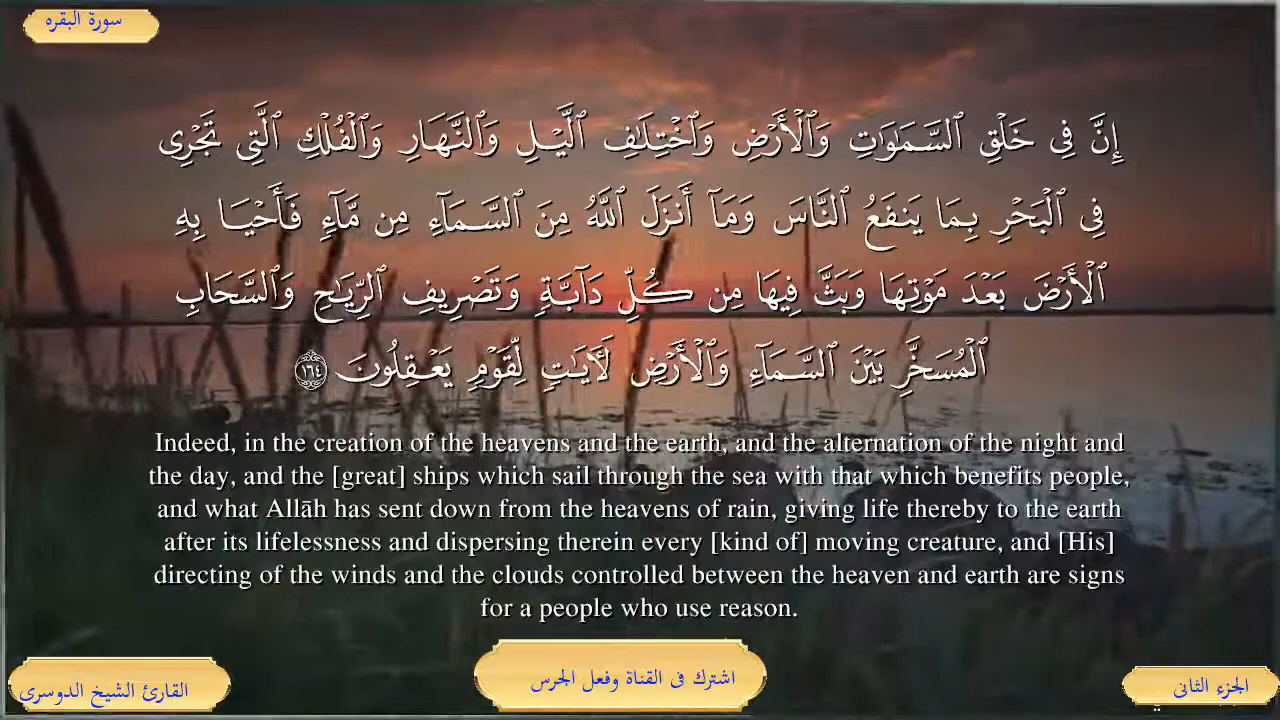 سورة البقره
إِنَّ فِى خَلْقِ ٱلسَّمَـٰوَٰتِ وَٱلْأَرْضِ وَٱخْتِلَـٰفِ ٱلَّيْلِ وَٱلنَّهَارِ وَٱلْفُلْكِ ٱلَّتِى تَجْرِى
فِى ٱلْبَحْرِ بِمَا يَنفَعُ ٱلنَّاسَ وَمَآ أَنزَلَ ٱللَّهُ مِنَ ٱلسَّمَآءِ مِن مَّآءٍ فَأَحْيَا بِهِ
ٱلْأَرْضَ بَعْدَ مَوْتِهَا وَبَثَّ فِيهَا مِن كُلِّ دَآبَّةٍ وَتَصْرِيفِ ٱلرِّيَـٰحِ وَٱلسَّحَابِ
ٱلْمُسَخَّرِ بَيْنَ ٱلسَّمَآءِ وَٱلْأَرْضِ لَـَٔايَـٰتٍ لِّقَوْمٍ يَعْقِلُونَ ١٦٤
Indeed, in the creation of the heavens and the earth, and the alternation of the night and
the day, and the [great] ships which sail through the sea with that which benefits people,
and what Allāh has sent down from the heavens of rain, giving life thereby to the earth
after its lifelessness and dispersing therein every [kind of] moving creature, and [His]
directing of the winds and the clouds controlled between the heaven and earth are signs
for a people who use reason.
القارئ الشيخ الدوسرى
اشترك فى القناة وفعل الجرس
الجزء الثانى